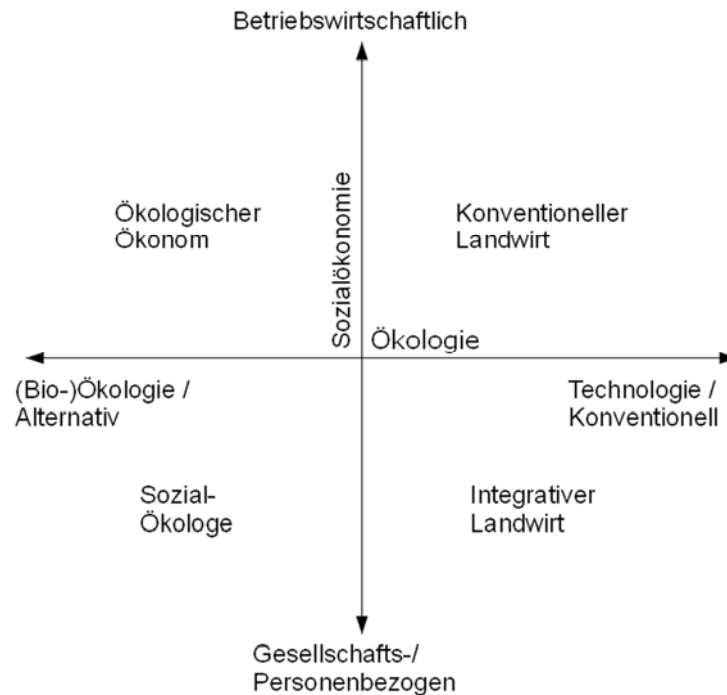 Betriebswirtschaftlich
Ökologischer
Ökonom
Sozialökonomie
Konventioneller
Landwirt
Ökologie
(Bio-)Ökologie /
Alternativ
Technologie /
Konventionell
Sozial-
Ökologe
Integrativer
Landwirt
Gesellschafts-/
Personenbezogen